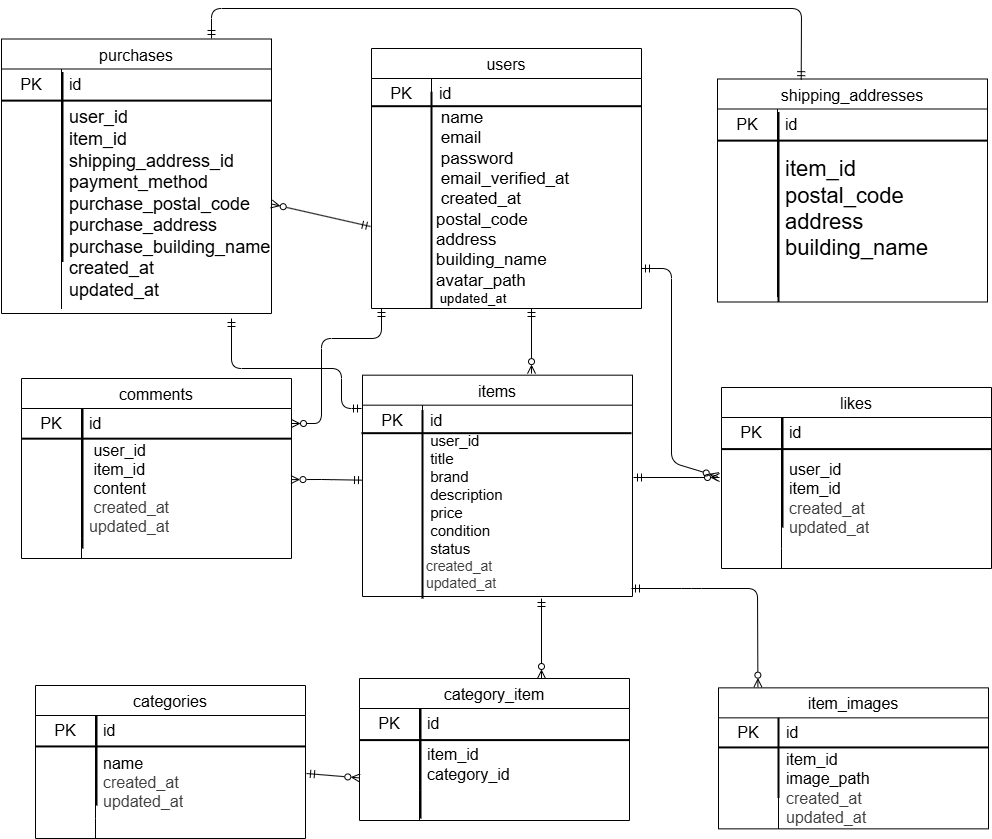 purchases
PK id
user_id
item_id
shipping_address_id
payment_method
purchase_postal_code
purchase_address
purchase_building_name
created_at
updated_at
users
PK id
name
email
password
email_verified_at
created_at
postal_code
address
building_name
avatar_path
updated_at
shipping_addresses
PK id
item_id
postal_code
address
building_name
comments
PK id
user_id
item_id
content
created_at
updated_at
items
PK id
user_id
title
brand
description
price
condition
status
created_at
updated_at
likes
PK id
user_id
item_id
created_at
updated_at
categories
PK id
name
created_at
updated_at
category_item
PK id
item_id
category_id
item_images
PK id
item_id
image_path
created_at
updated_at